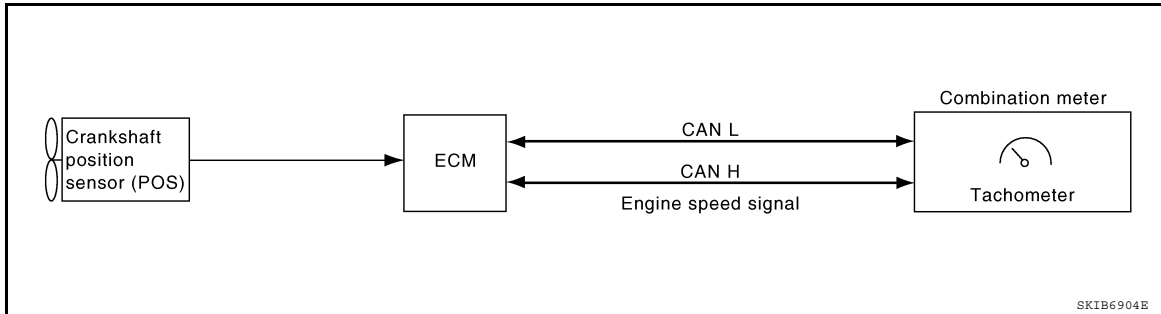 Crankshaft
position
sensor (POS)
ECM
CAN L
CAN H
Engine speed signal
Combination meter
Tachometer
SKIB6904E